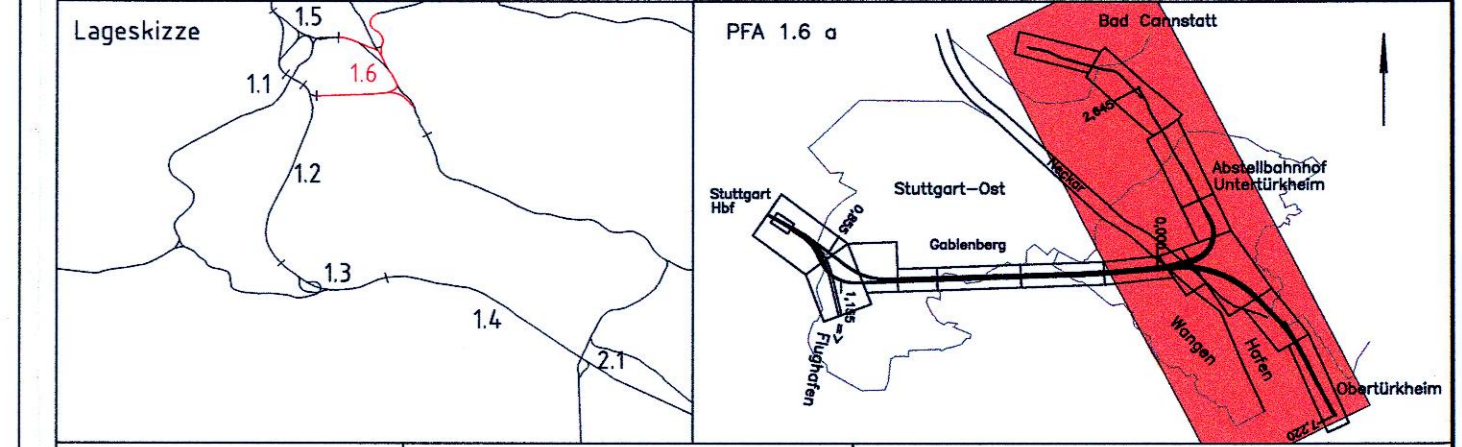 Lageskizze
1.5
1.6
1.1
1.2
1.3
1.4
2.1
PFA 1.6 a
Bad Cannstatt
2,645
Neckar
Abstellbahnhof
Untertürkheim
Stuttgart-Ost
Stuttgart
Hbf
0,855
Gablenberg
0,000
-1,155 =>
Flughafen
Wangen
Hafen
Obertürkheim
-7,220